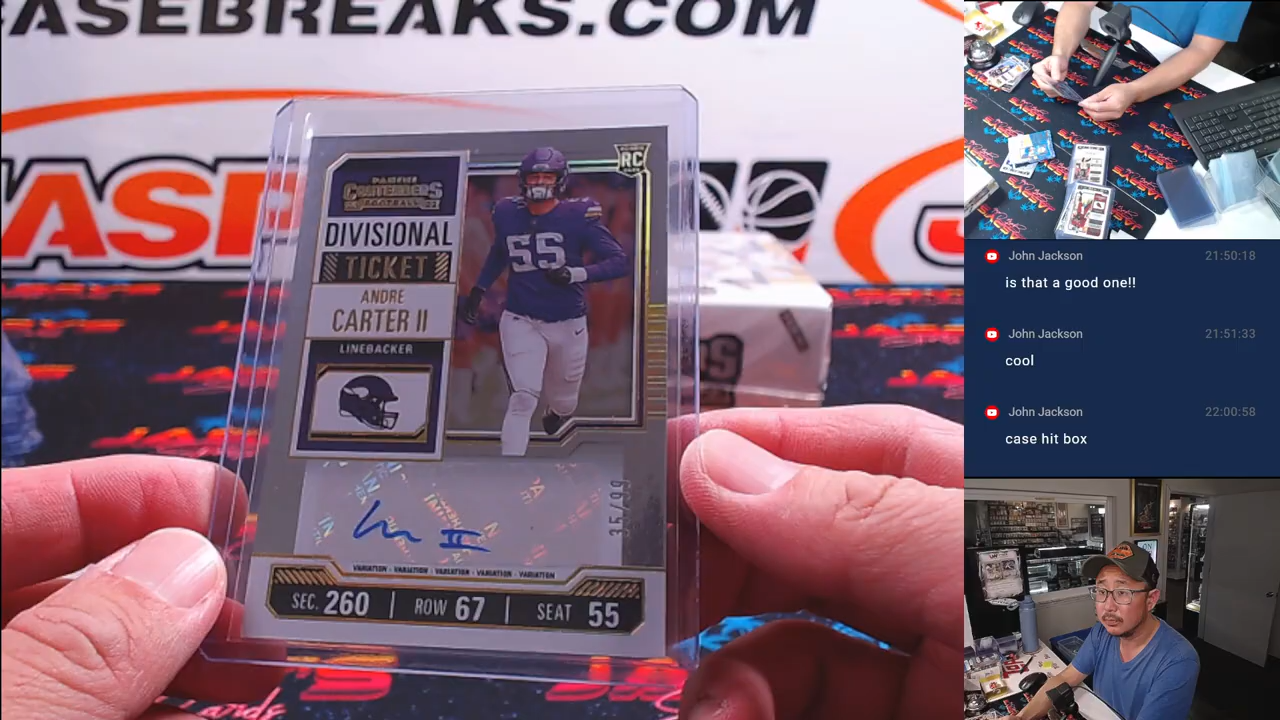 CASEBREAKS.COM
CASE
RC
PANINI
CONTENDERS
FOOTBALL
DIVISIONAL
TICKET
ANDRE
CARTER II
LINEBACKER
55
35/99
VARIATION · VARIATION · VARIATION · VARIATION · VARIATION
SEC. 260 | ROW 67 | SEAT 55
John Jackson 21:50:18
is that a good one!!
John Jackson 21:51:33
cool
John Jackson 22:00:58
case hit box